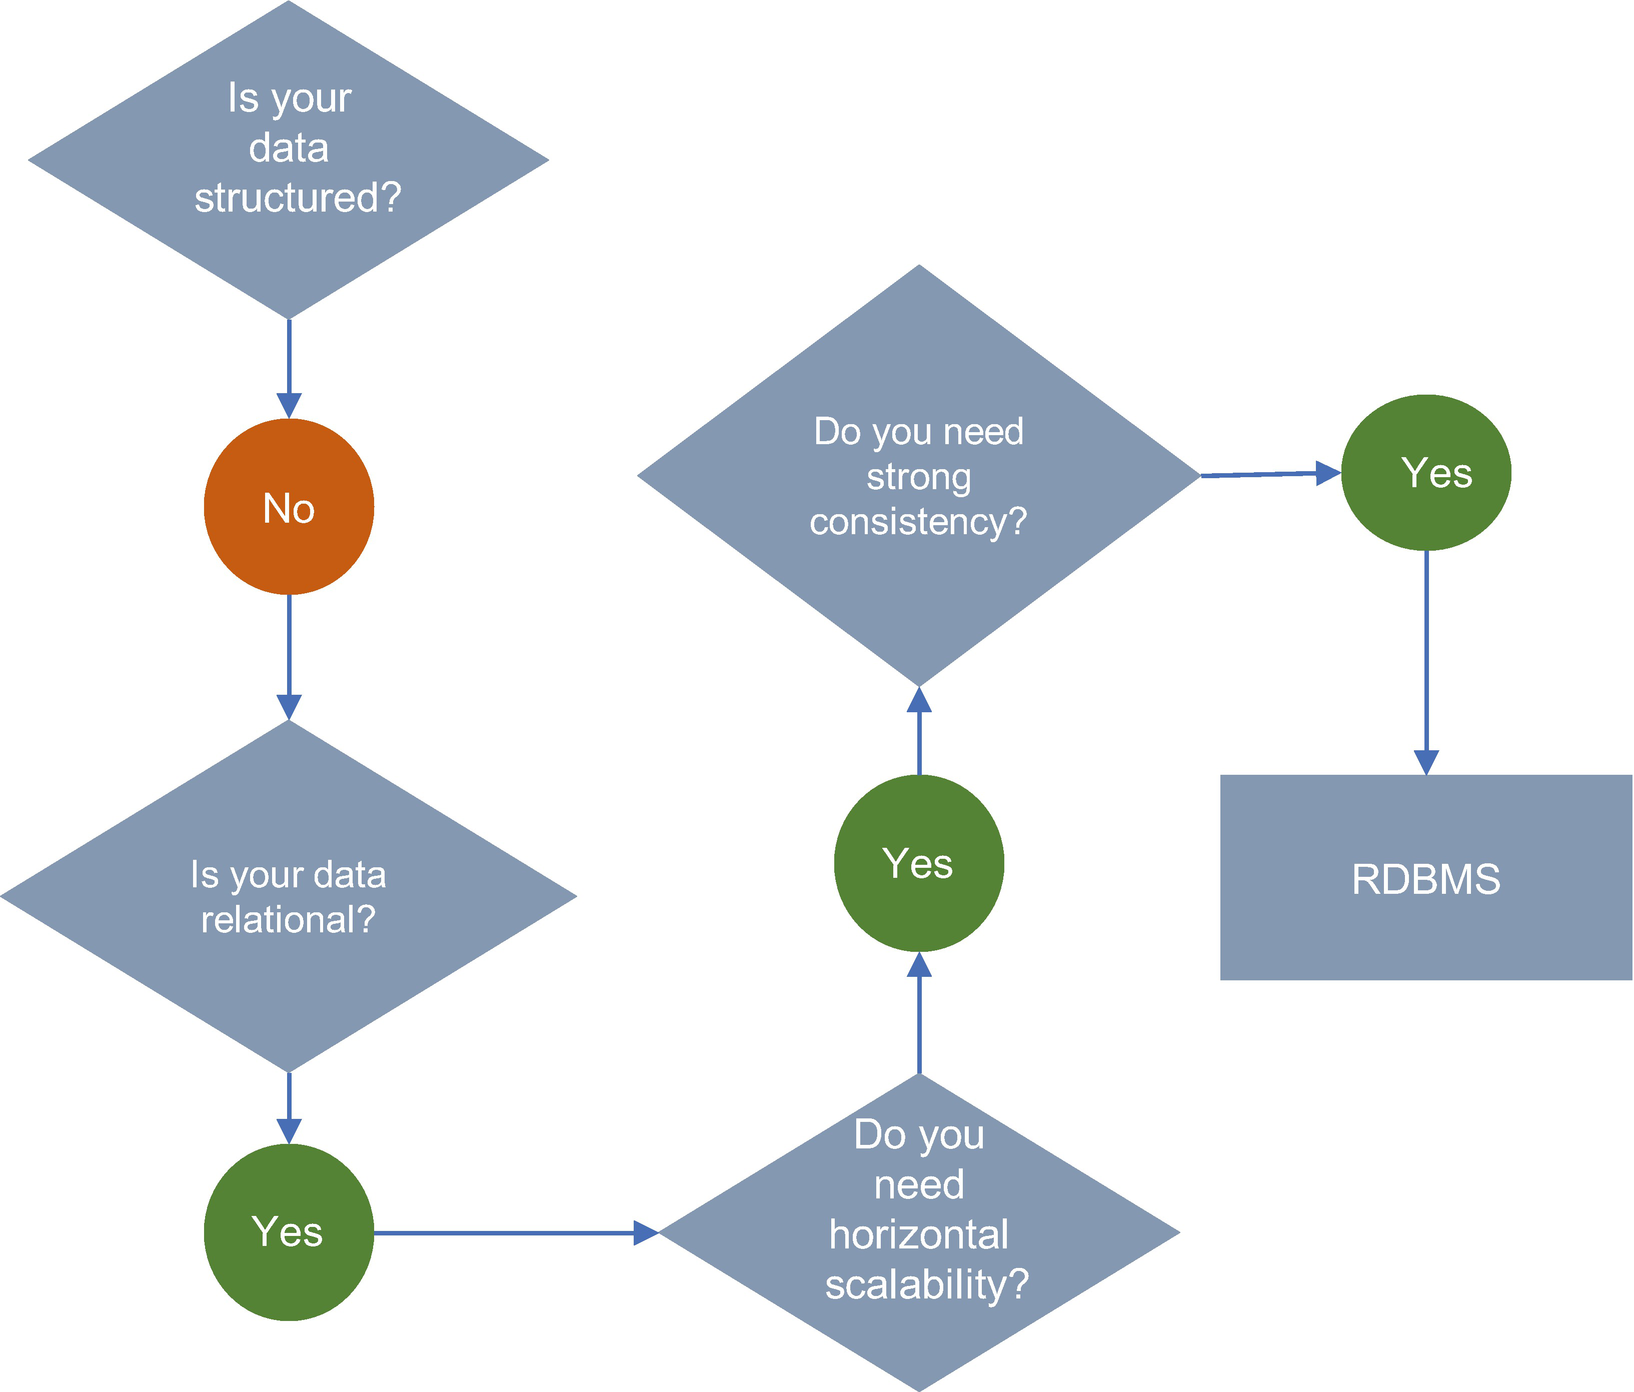 Is your
data
structured?
No
Is your data
relational?
Yes
Do you
need
horizontal
scalability?
Yes
Do you need
strong
consistency?
Yes
RDBMS